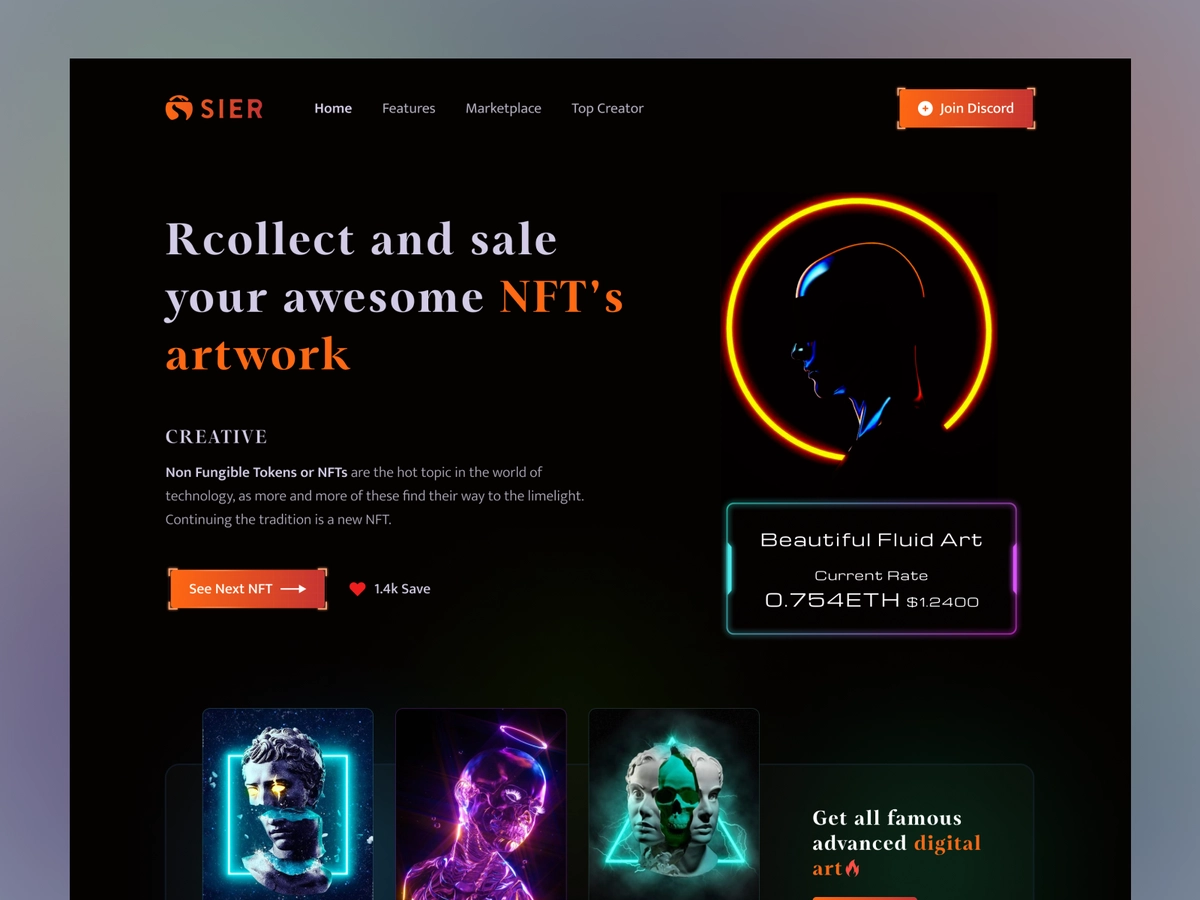 SIER
Home
Features
Marketplace
Top Creator
Join Discord
Rcollect and sale
your awesome NFT's
artwork
CREATIVE
Non Fungible Tokens or NFTs are the hot topic in the world of
technology, as more and more of these find their way to the limelight.
Continuing the tradition is a new NFT.
See Next NFT
1.4k Save
Beautiful Fluid Art
Current Rate
0.754ETH $1.2400
Get all famous
advanced digital
art